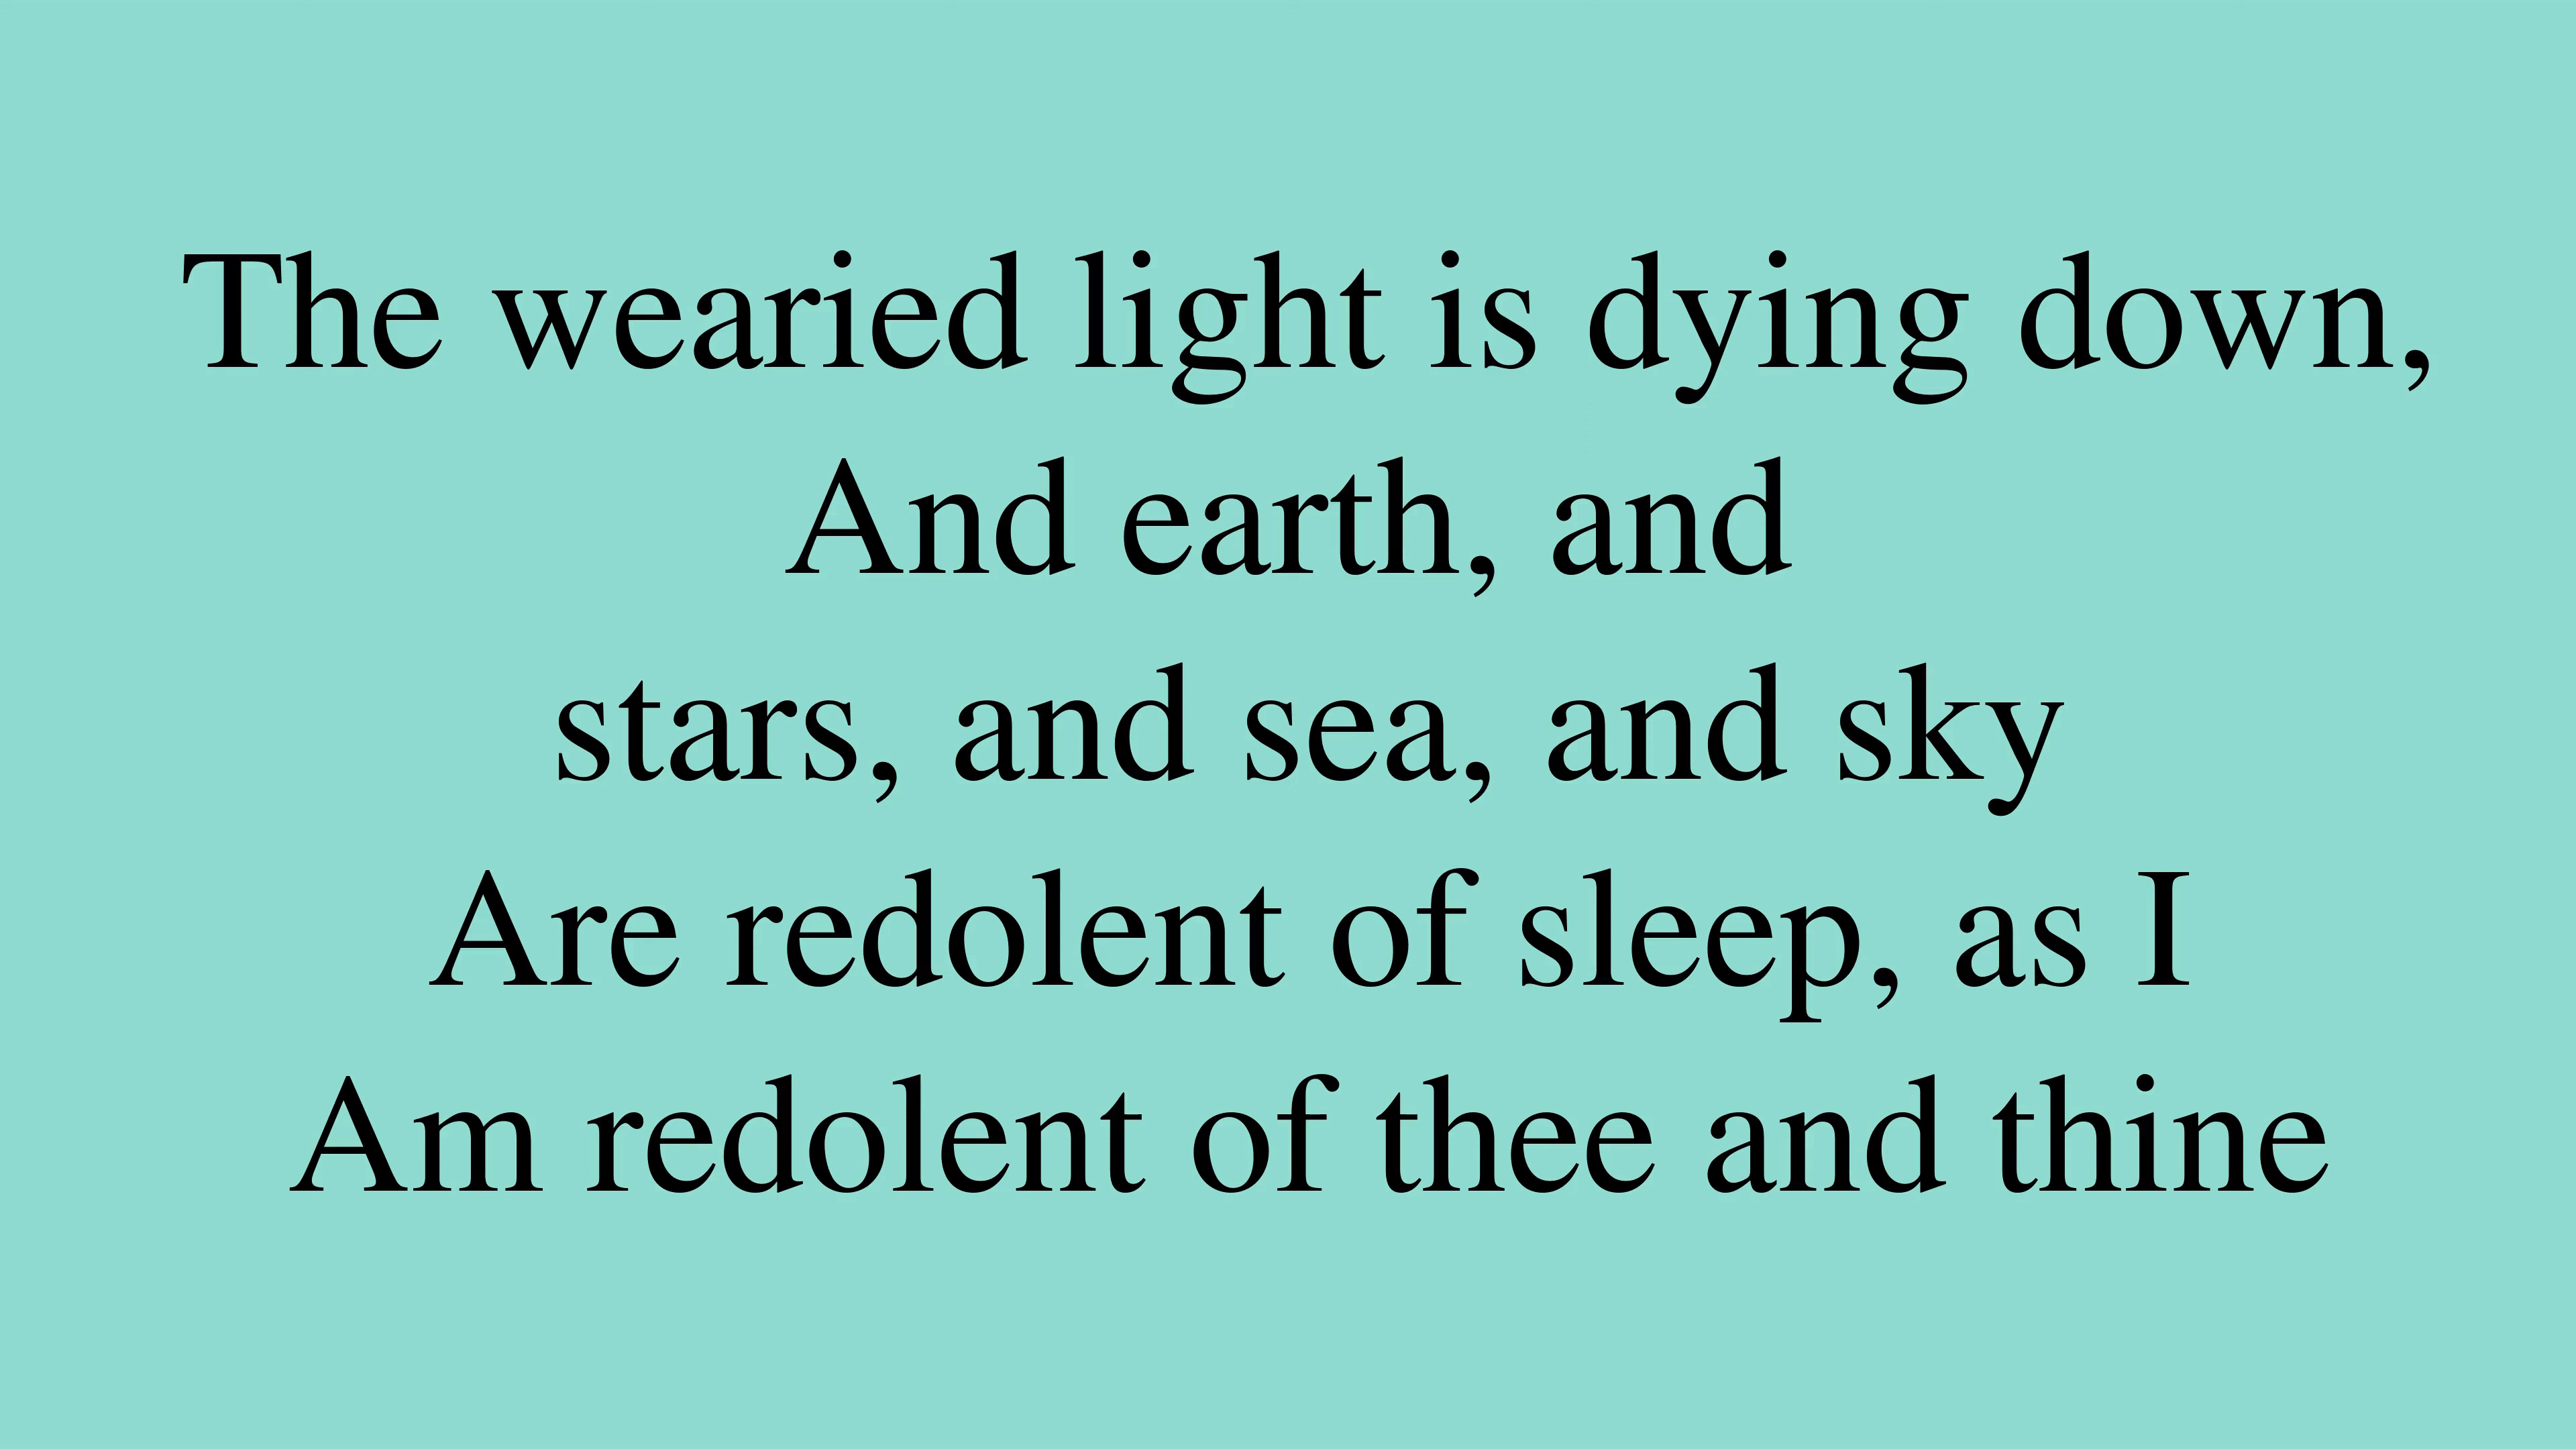 The wearied light is dying down,
And earth, and
stars, and sea, and sky
Are redolent of sleep, as I
Am redolent of thee and thine